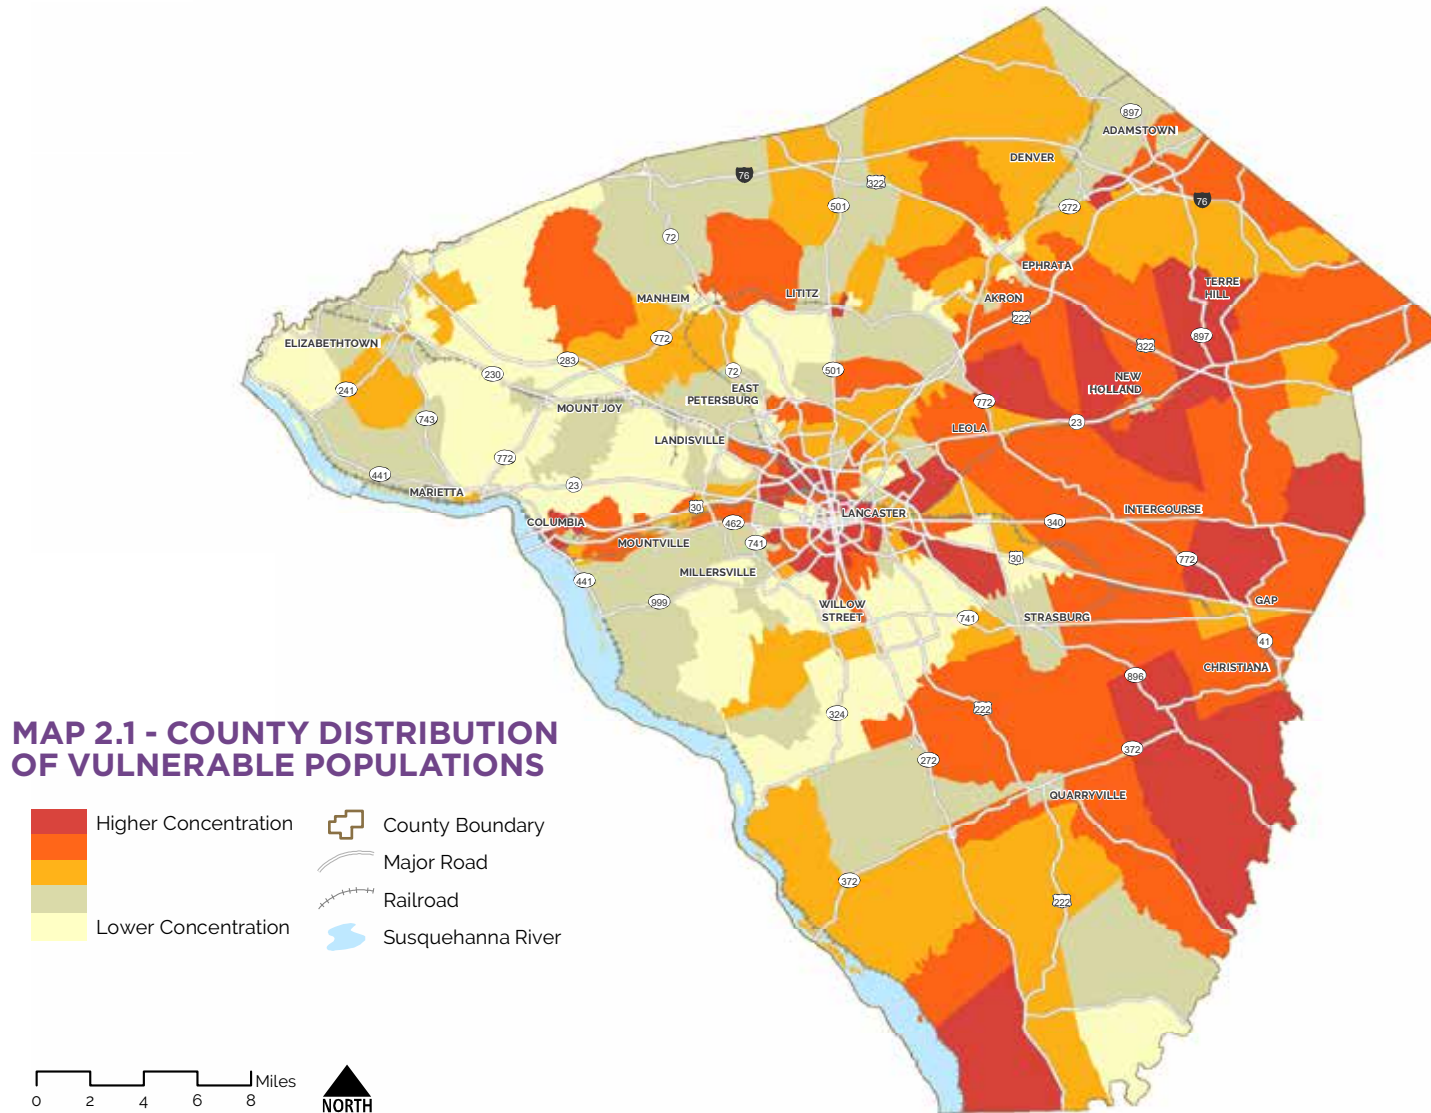 897
ADAMSTOWN
DENVER
76
322
501
272
76
72
EPHRATA
TERRE
HILL
MANHEIM
LITITZ
AKRON
222
772
897
322
ELIZABETHTOWN
283
230
72
501
EAST
PETERSBURG
NEW
HOLLAND
241
743
MOUNT JOY
772
23
LEOLA
LANDISVILLE
772
441
23
MARIETTA
30
LANCASTER
INTERCOURSE
COLUMBIA
462
340
MOUNTVILLE
741
30
772
MILLERSVILLE
441
999
WILLOW
STREET
741
STRASBURG
GAP
41
CHRISTIANA
896
324
222
272
372
QUARRYVILLE
372
222
MAP 2.1 - COUNTY DISTRIBUTION
OF VULNERABLE POPULATIONS
Higher Concentration
Lower Concentration
County Boundary
Major Road
Railroad
Susquehanna River
Miles
0 2 4 6 8
NORTH